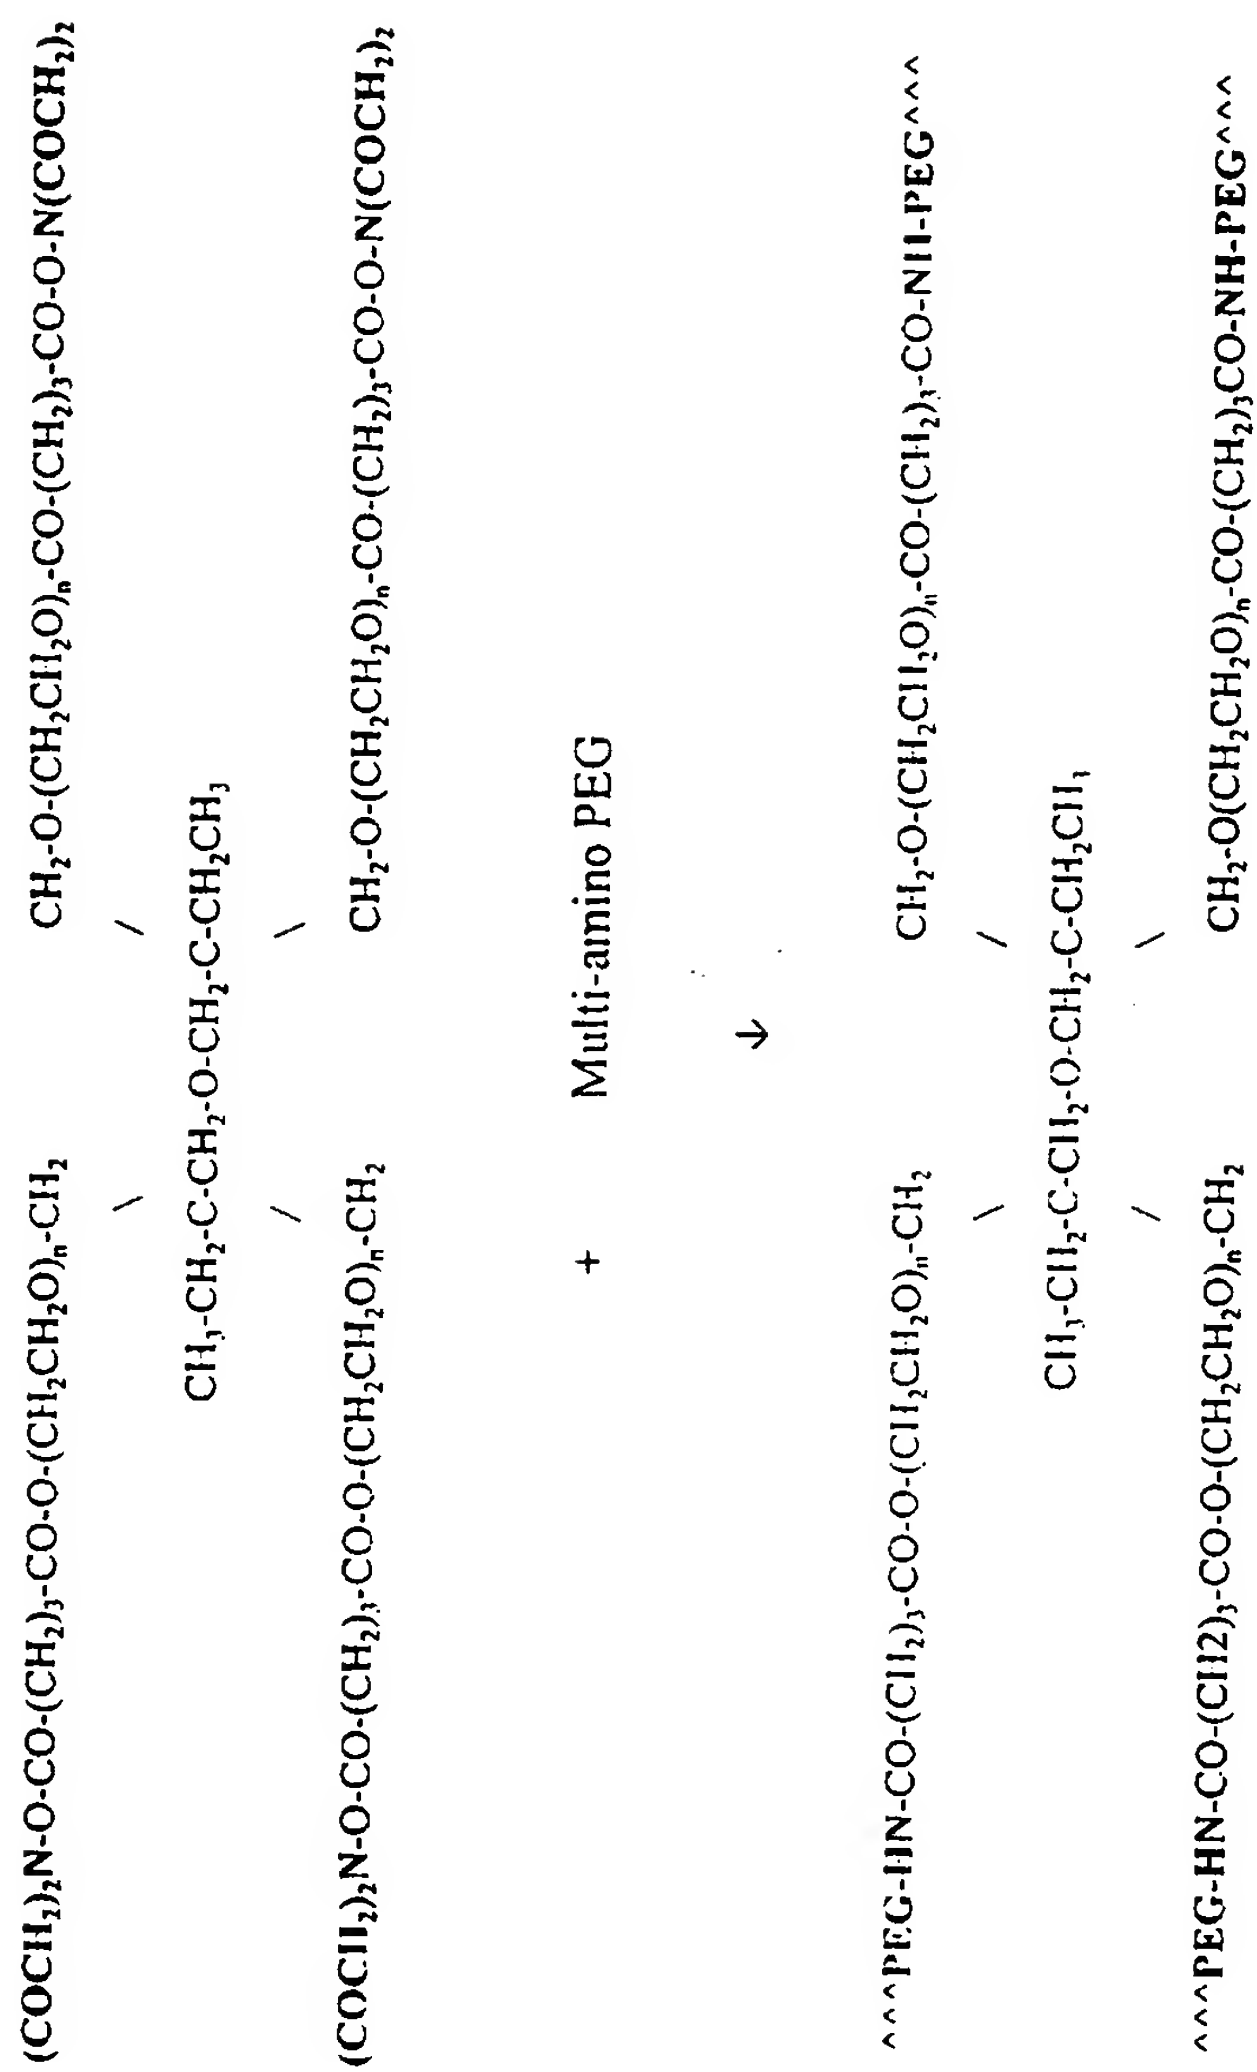 (COCH₂)₂N-O-CO-(CH₂)₃-CO-O-(CH₂CH₂O)ₙ-CH₂ CH₂-O-(CH₂CH₂O)ₙ-CO-(CH₂)₃-CO-O-N(COCH₂)₂
CH₃-CH₂-C-CH₂-O-CH₂-C-CH₂CH₃
(COCH₂)₂N-O-CO-(CH₂)₃-CO-O-(CH₂CH₂O)ₙ-CH₂ CH₂-O-(CH₂CH₂O)ₙ-CO-(CH₂)₃-CO-O-N(COCH₂)₂
+ Multi-amino PEG
↓
^^^PEG-HN-CO-(CH₂)₃-CO-O-(CH₂CH₂O)ₙ-CH₂ CH₂-O-(CH₂CH₂O)ₙ-CO-(CH₂)₃-CO-NH-PEG^^^
CH₃-CH₂-C-CH₂-O-CH₂-C-CH₂CH₃
^^^PEG-HN-CO-(CH2)₃-CO-O-(CH₂CH₂O)ₙ-CH₂ CH₂-O(CH₂CH₂O)ₙ-CO-(CH₂)₃CO-NH-PEG^^^